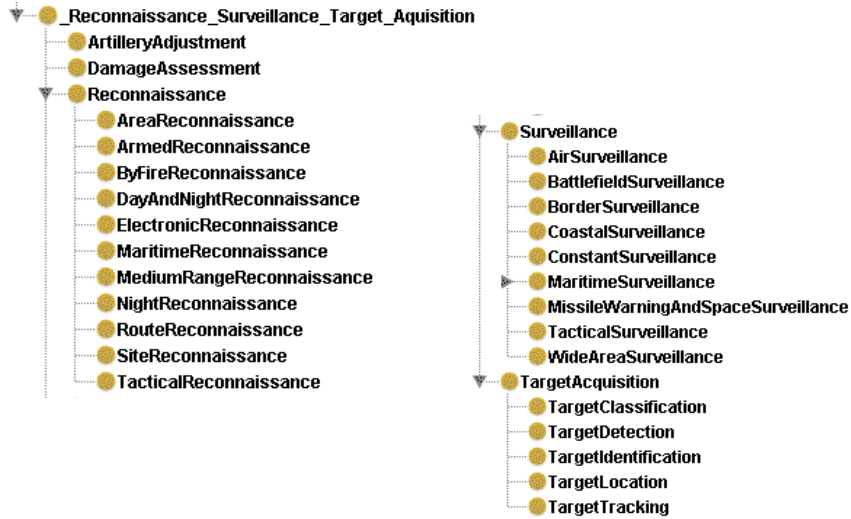 _Reconnaissance_Surveillance_Target_Aquisition
ArtilleryAdjustment
DamageAssessment
Reconnaissance
AreaReconnaissance
ArmedReconnaissance
ByFireReconnaissance
DayAndNightReconnaissance
ElectronicReconnaissance
MaritimeReconnaissance
MediumRangeReconnaissance
NightReconnaissance
RouteReconnaissance
SiteReconnaissance
TacticalReconnaissance
Surveillance
AirSurveillance
BattlefieldSurveillance
BorderSurveillance
CoastalSurveillance
ConstantSurveillance
MaritimeSurveillance
MissileWarningAndSpaceSurveillance
TacticalSurveillance
WideAreaSurveillance
TargetAcquisition
TargetClassification
TargetDetection
TargetIdentification
TargetLocation
TargetTracking